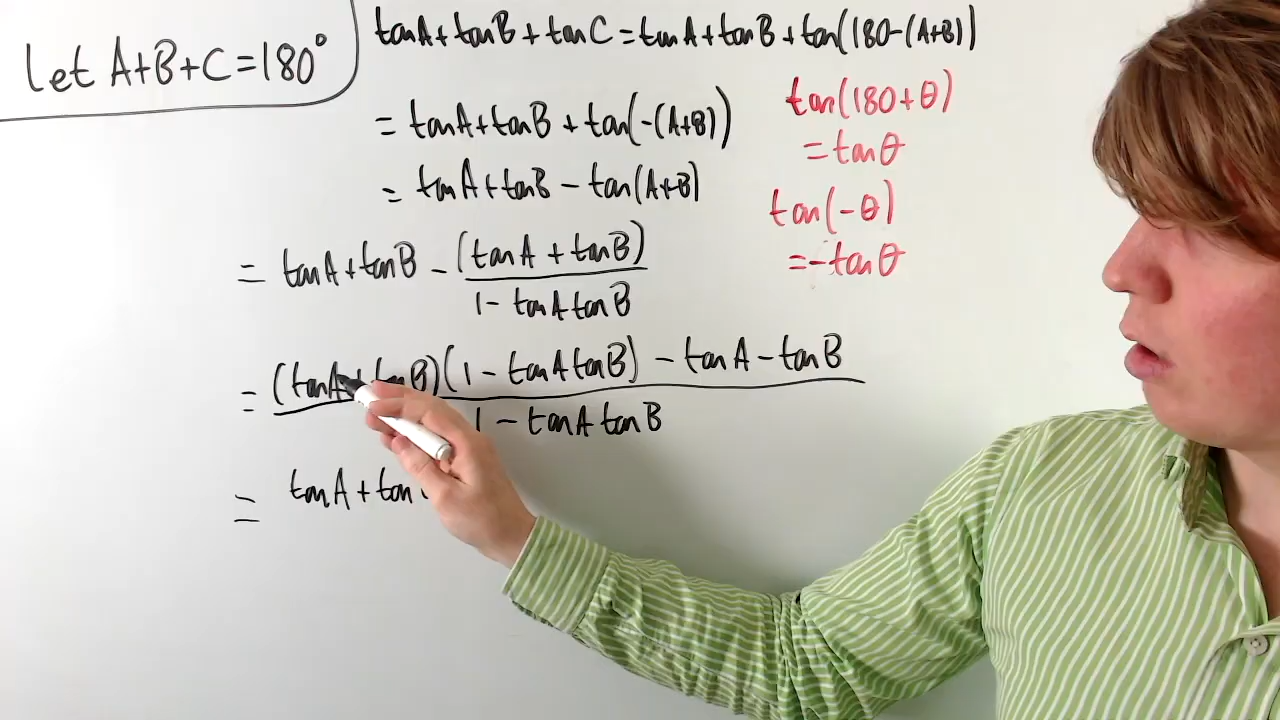 Let A+B+C=180°
tanA+tanB+tanC=tanA+tanB+tan(180-(A+B))
= tanA+tanB+tan(-(A+B))
= tanA+tanB-tan(A+B)
tan(180+θ)
=tanθ
tan(-θ)
=-tanθ
= tanA+tanB - (tanA+tanB)
1-tanAtanB
= (tanA+tanB)(1-tanAtanB)-tanA-tanB
1-tanAtanB
= tanA+tan